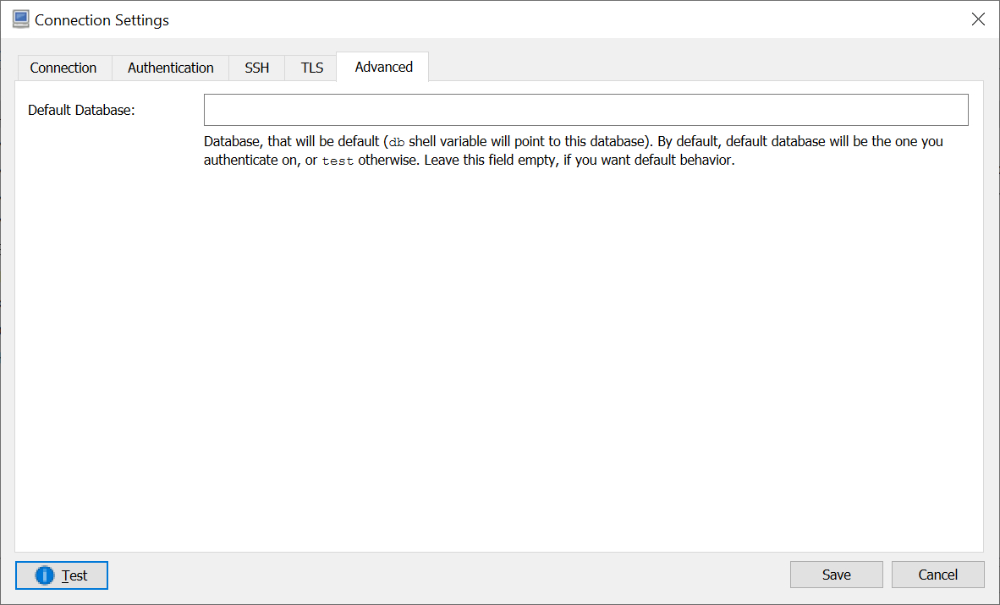 Connection Settings
Connection Authentication SSH TLS Advanced
Default Database:
Database, that will be default (db shell variable will point to this database). By default, default database will be the one you
authenticate on, or test otherwise. Leave this field empty, if you want default behavior.
Test Save Cancel